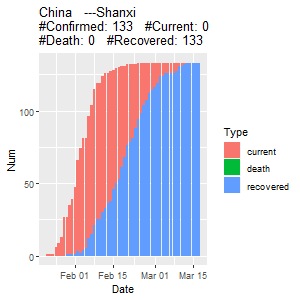 China   ---Shanxi
#Confirmed: 133   #Current: 0
#Death: 0   #Recovered: 133
Num
100
50
0
Feb 01
Feb 15
Mar 01
Mar 15
Date
Type
current
death
recovered